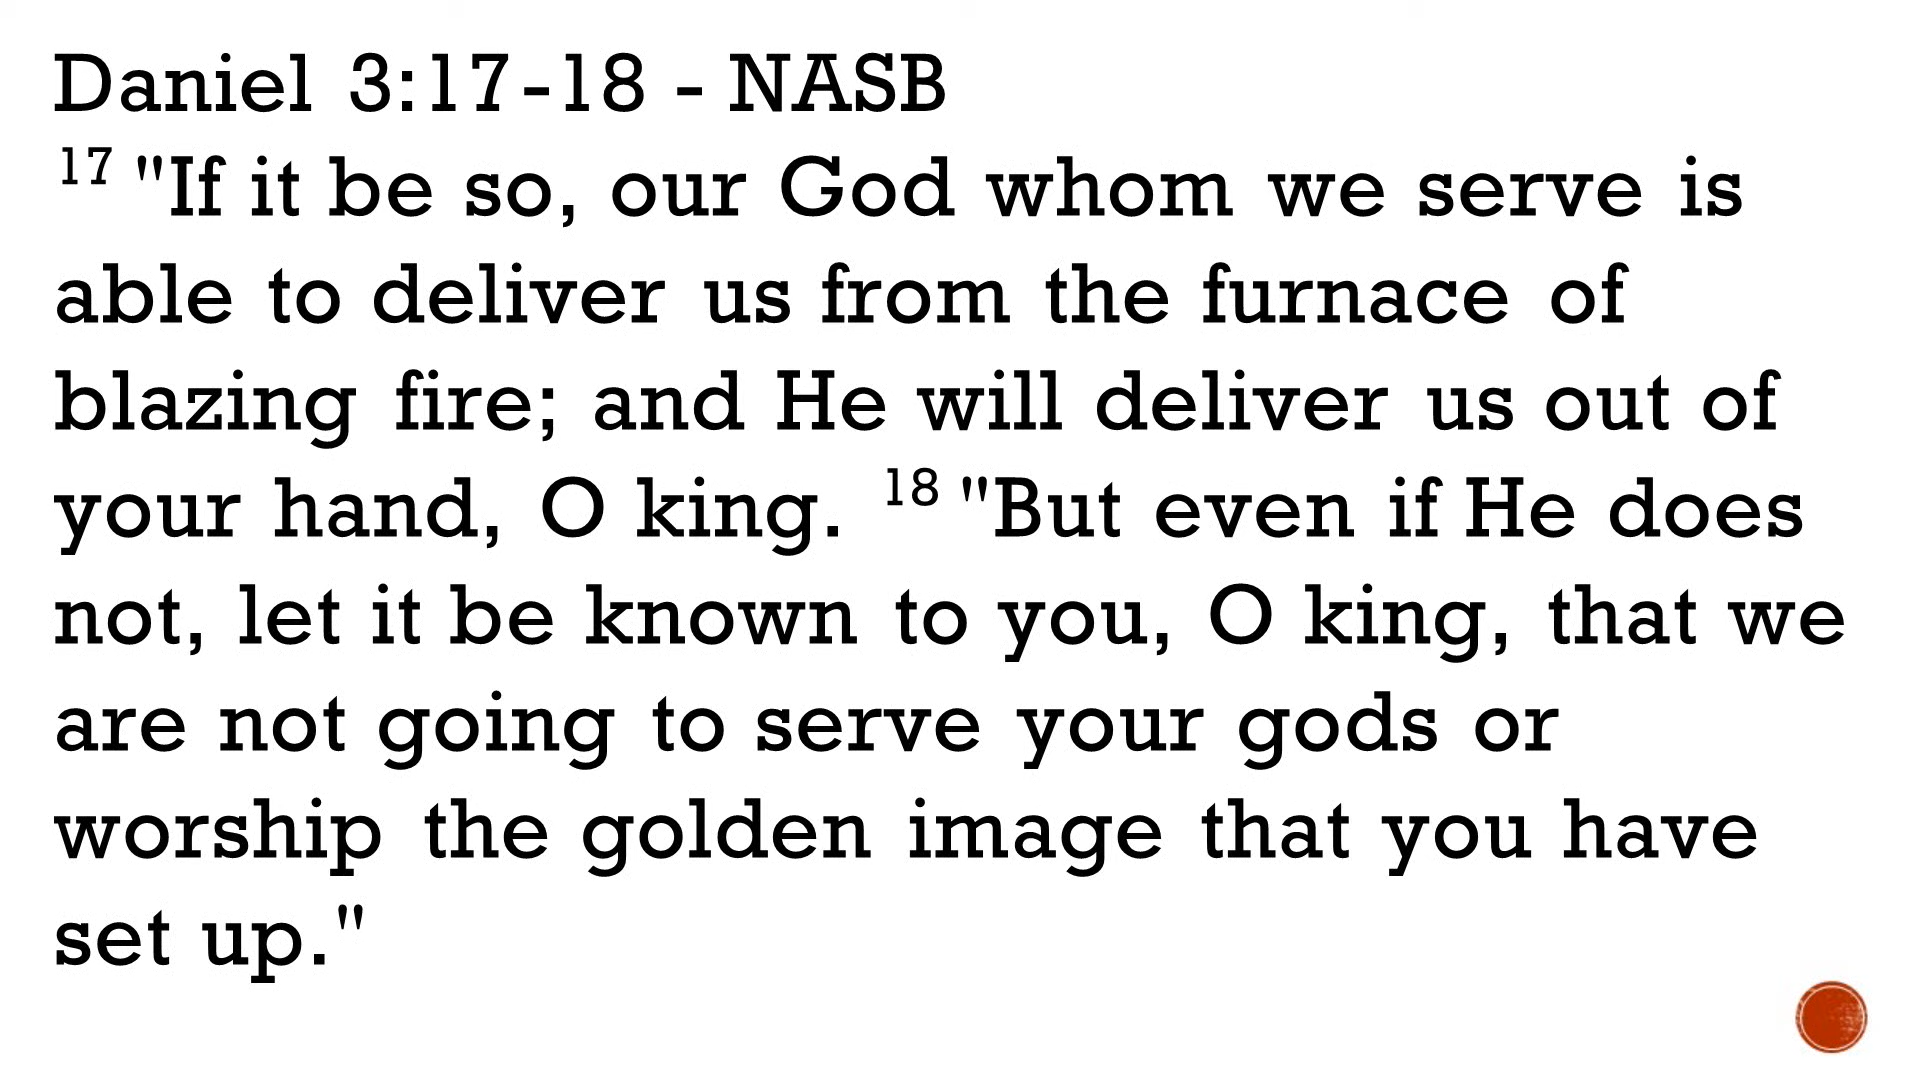 Daniel 3:17-18 - NASB
17 "If it be so, our God whom we serve is
able to deliver us from the furnace of
blazing fire; and He will deliver us out of
your hand, O king. 18 "But even if He does
not, let it be known to you, O king, that we
are not going to serve your gods or
worship the golden image that you have
set up."